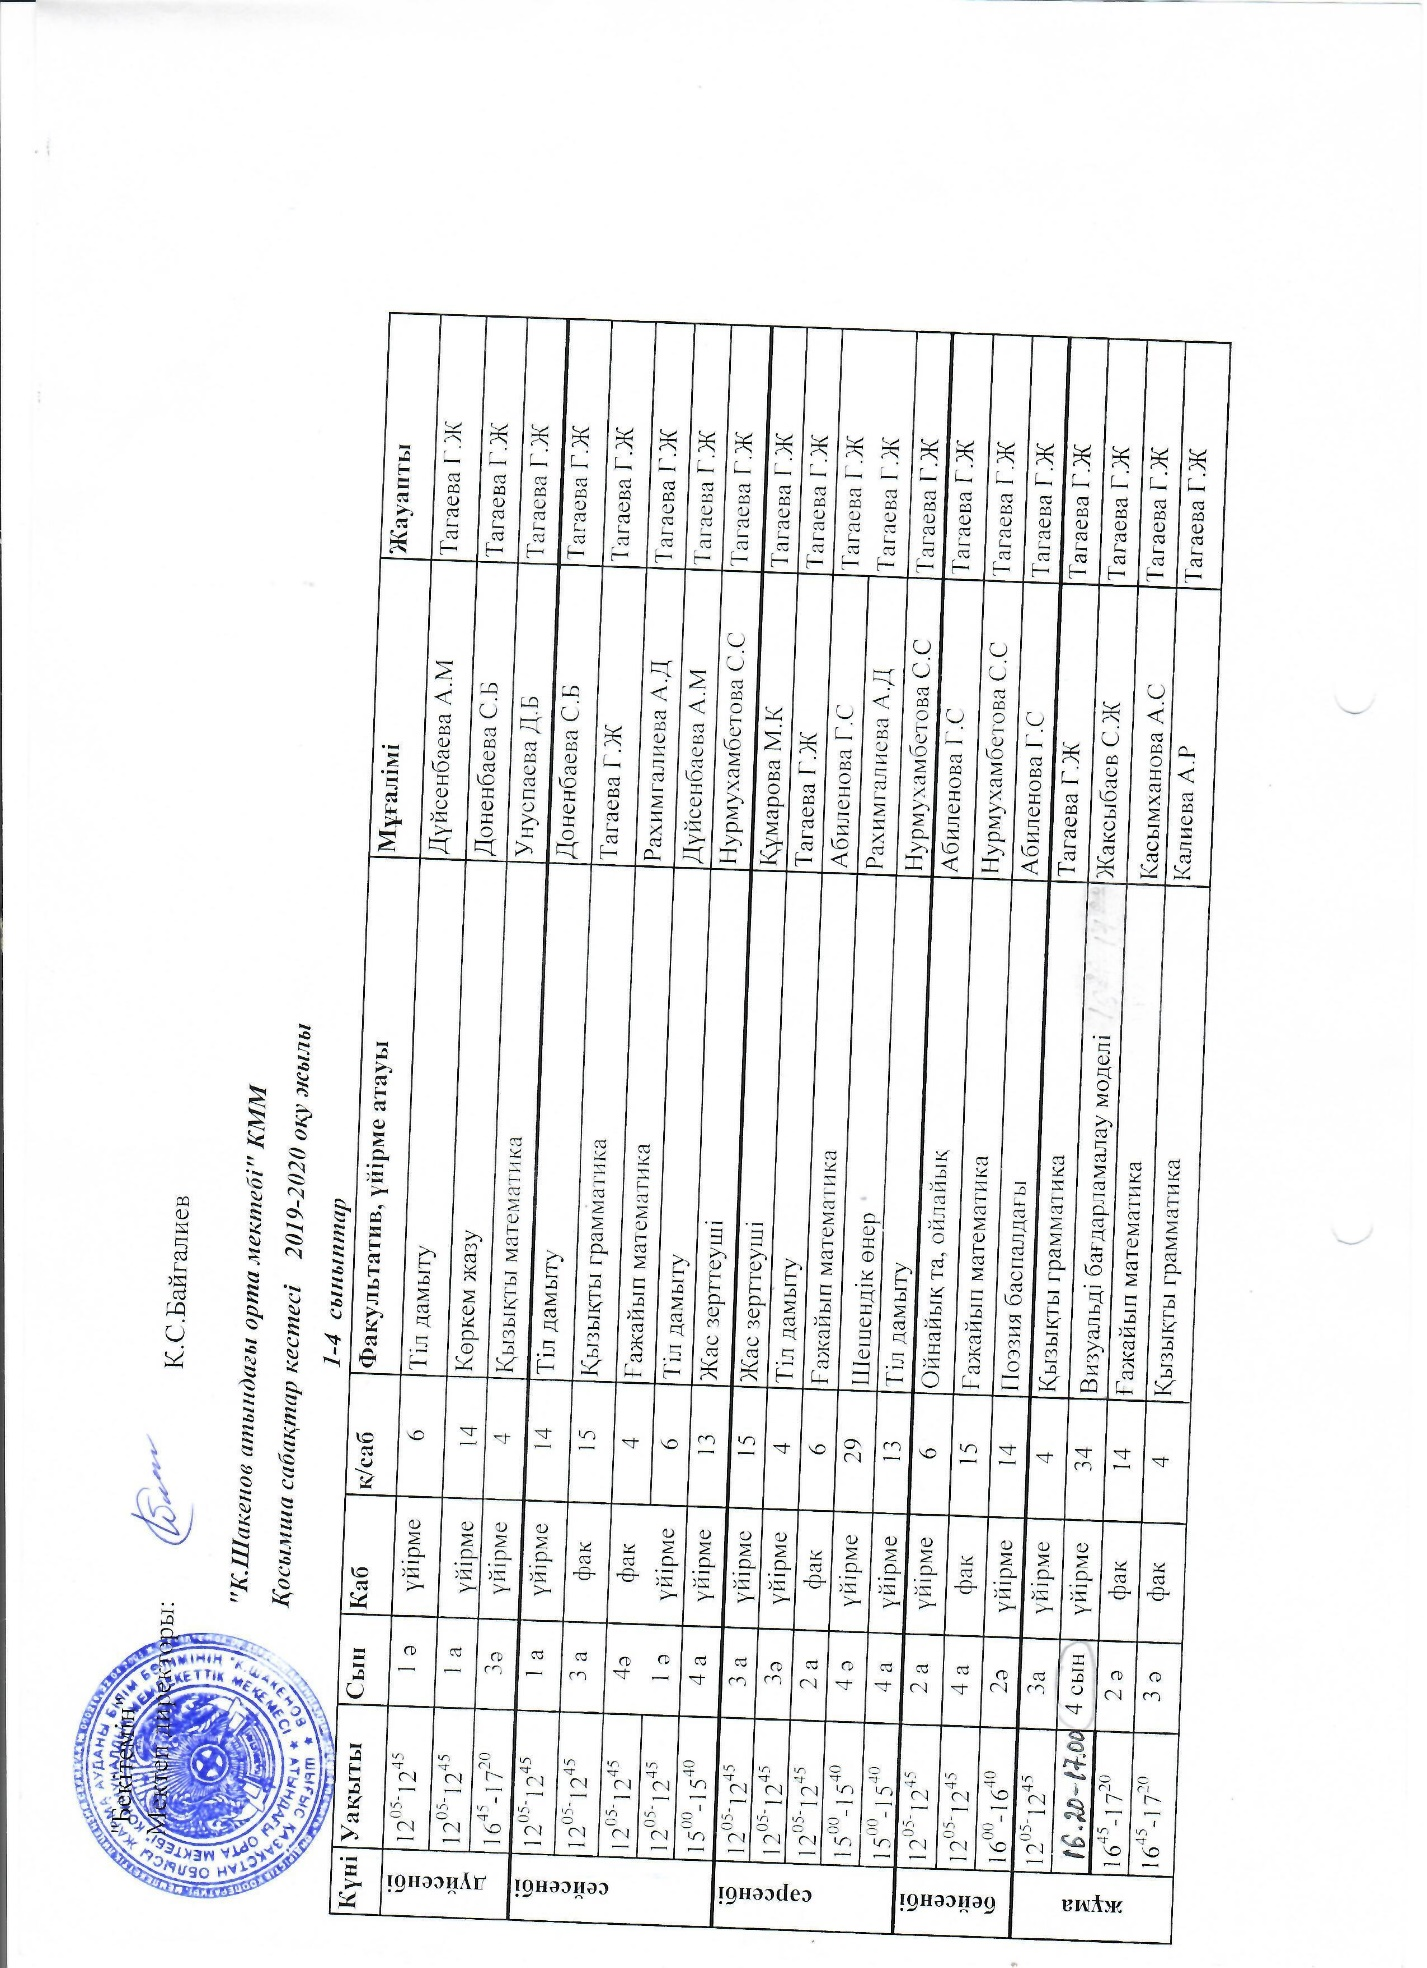 "Бекітемін"
Мектеп директоры: К.С.Байгалиев
"К.Шакенов атындағы орта мектебі" КММ
Қосымша сабақтар кестесі 2019-2020 оқу жылы
1-4 сыныптар
Күні Уақыты Сын Каб к/саб Факультатив, үйірме атауы Мұғалімі Жауапты
дүйсенбі 12⁰⁵-12⁴⁵ 1 ә үйірме 6 Тіл дамыту Дүйсенбаева А.М Тагаева Г.Ж
12⁰⁵-12⁴⁵ 1 а үйірме 14 Көркем жазу Доненбаева С.Б Тагаева Г.Ж
16⁴⁵-17²⁰ 3ә үйірме 4 Қызықты математика Унуспаева Д.Б Тагаева Г.Ж
сейсенбі 12⁰⁵-12⁴⁵ 1 а үйірме 14 Тіл дамыту Доненбаева С.Б Тагаева Г.Ж
12⁰⁵-12⁴⁵ 3 а фак 15 Қызықты грамматика Тагаева Г.Ж Тагаева Г.Ж
12⁰⁵-12⁴⁵ 4ә фак 4 Ғажайып математика Рахимгалиева А.Д Тагаева Г.Ж
12⁰⁵-12⁴⁵ 1 ә үйірме 6 Тіл дамыту Дүйсенбаева А.М Тагаева Г.Ж
15⁰⁰-15⁴⁰ 4 а үйірме 13 Жас зерттеуші Нурмухамбетова С.С Тагаева Г.Ж
сәрсенбі 12⁰⁵-12⁴⁵ 3 а үйірме 15 Жас зерттеуші Құмарова М.К Тагаева Г.Ж
12⁰⁵-12⁴⁵ 3ә үйірме 4 Тіл дамыту Тагаева Г.Ж Тагаева Г.Ж
12⁰⁵-12⁴⁵ 2 а фак 6 Ғажайып математика Абиленова Г.С Тагаева Г.Ж
15⁰⁰-15⁴⁰ 4 ә үйірме 29 Шешендік өнер Рахимгалиева А.Д Тагаева Г.Ж
15⁰⁰-15⁴⁰ 4 а үйірме 13 Тіл дамыту Нурмухамбетова С.С Тагаева Г.Ж
бейсенбі 12⁰⁵-12⁴⁵ 2 а үйірме 6 Ойнайық та, ойлайық Абиленова Г.С Тагаева Г.Ж
12⁰⁵-12⁴⁵ 4 а фак 15 Ғажайып математика Нурмухамбетова С.С Тагаева Г.Ж
16⁰⁰-16⁴⁰ 2ә үйірме 14 Поэзия баспалдағы Абиленова Г.С Тагаева Г.Ж
жұма 12⁰⁵-12⁴⁵ 3а үйірме 4 Қызықты грамматика Тагаева Г.Ж Тагаева Г.Ж
16.20-17.00 4 сын үйірме 34 Визуальді бағдарламалау моделі Жаксыбаев С.Ж Тагаева Г.Ж
16⁴⁵-17²⁰ 2 ә фак 14 Ғажайып математика Касымханова А.С Тагаева Г.Ж
16⁴⁵-17²⁰ 3 ә фак 4 Қызықты грамматика Калиева А.Р Тагаева Г.Ж